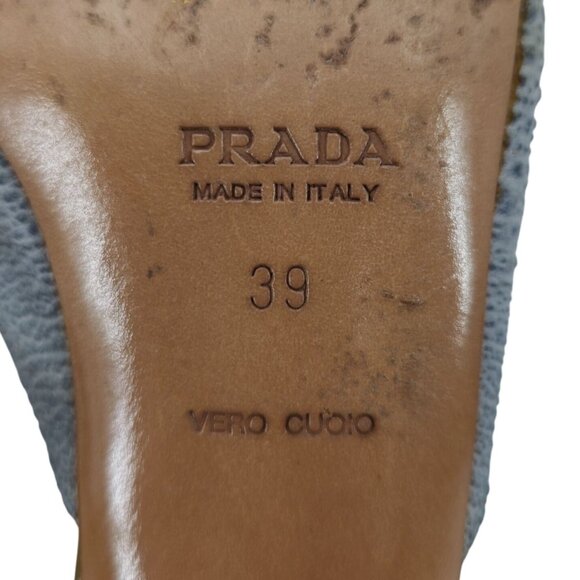 PRADA
MADE IN ITALY
39
VERO CUOIO